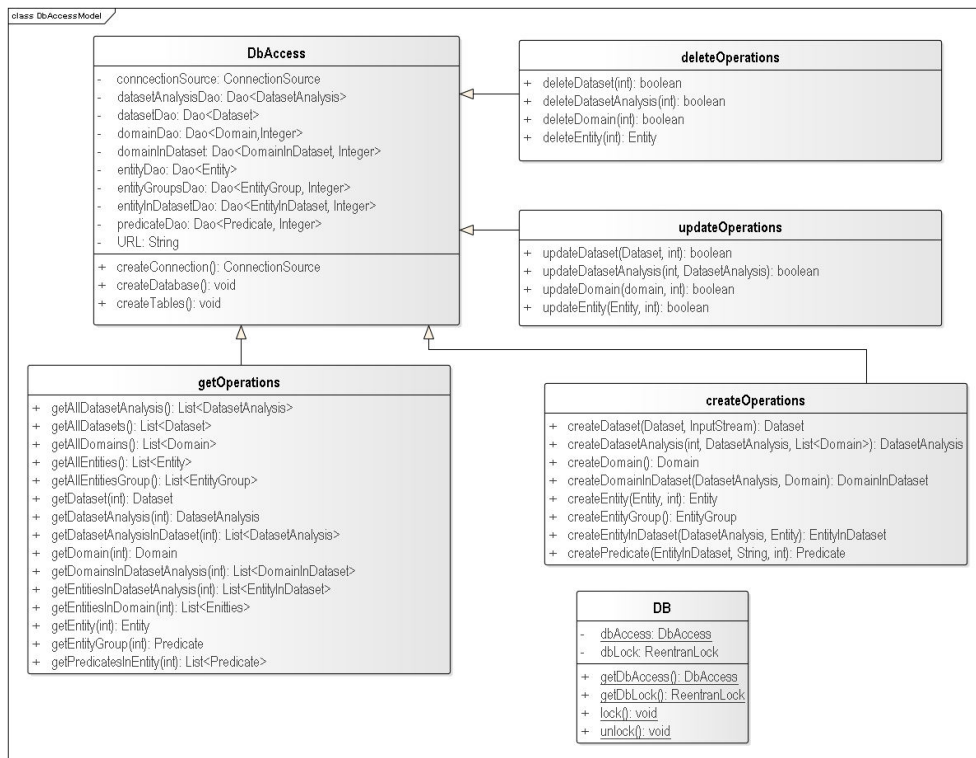 class DbAccessModel
DbAccess
- conncectionSource: ConnectionSource
- datasetAnalysisDao: Dao<DatasetAnalysis>
- datasetDao: Dao<Dataset>
- domainDao: Dao<Domain,Integer>
- domainInDataset: Dao<DomainInDataset, Integer>
- entityDao: Dao<Entity>
- entityGroupsDao: Dao<EntityGroup, Integer>
- entityInDatasetDao: Dao<EntityInDataset, Integer>
- predicateDao: Dao<Predicate, Integer>
- URL: String
+ createConnection(): ConnectionSource
+ createDatabase(): void
+ createTables(): void
deleteOperations
+ deleteDataset(int): boolean
+ deleteDatasetAnalysis(int): boolean
+ deleteDomain(int): boolean
+ deleteEntity(int): Entity
updateOperations
+ updateDataset(Dataset, int): boolean
+ updateDatasetAnalysis(int, DatasetAnalysis): boolean
+ updateDomain(domain, int): boolean
+ updateEntity(Entity, int): boolean
getOperations
+ getAllDatasetAnalysis(): List<DatasetAnalysis>
+ getAllDatasets(): List<Dataset>
+ getAllDomains(): List<Domain>
+ getAllEntities(): List<Entity>
+ getAllEntitiesGroup(): List<EntityGroup>
+ getDataset(int): Dataset
+ getDatasetAnalysis(int): DatasetAnalysis
+ getDatasetAnalysisInDataset(int): List<DatasetAnalysis>
+ getDomain(int): Domain
+ getDomainsInDatasetAnalysis(int): List<DomainInDataset>
+ getEntitiesInDatasetAnalysis(int): List<EntityInDataset>
+ getEntitiesInDomain(int): List<Enitties>
+ getEntity(int): Entity
+ getEntityGroup(int): Predicate
+ getPredicatesInEntity(int): List<Predicate>
createOperations
+ createDataset(Dataset, InputStream): Dataset
+ createDatasetAnalysis(int, DatasetAnalysis, List<Domain>): DatasetAnalysis
+ createDomain(): Domain
+ createDomainInDataset(DatasetAnalysis, Domain): DomainInDataset
+ createEntity(Entity, int): Entity
+ createEntityGroup(): EntityGroup
+ createEntityInDataset(DatasetAnalysis, Entity): EntityInDataset
+ createPredicate(EntityInDataset, String, int): Predicate
DB
- dbAccess: DbAccess
- dbLock: ReentranLock
+ getDbAccess(): DbAccess
+ getDbLock(): ReentranLock
+ lock(): void
+ unlock(): void